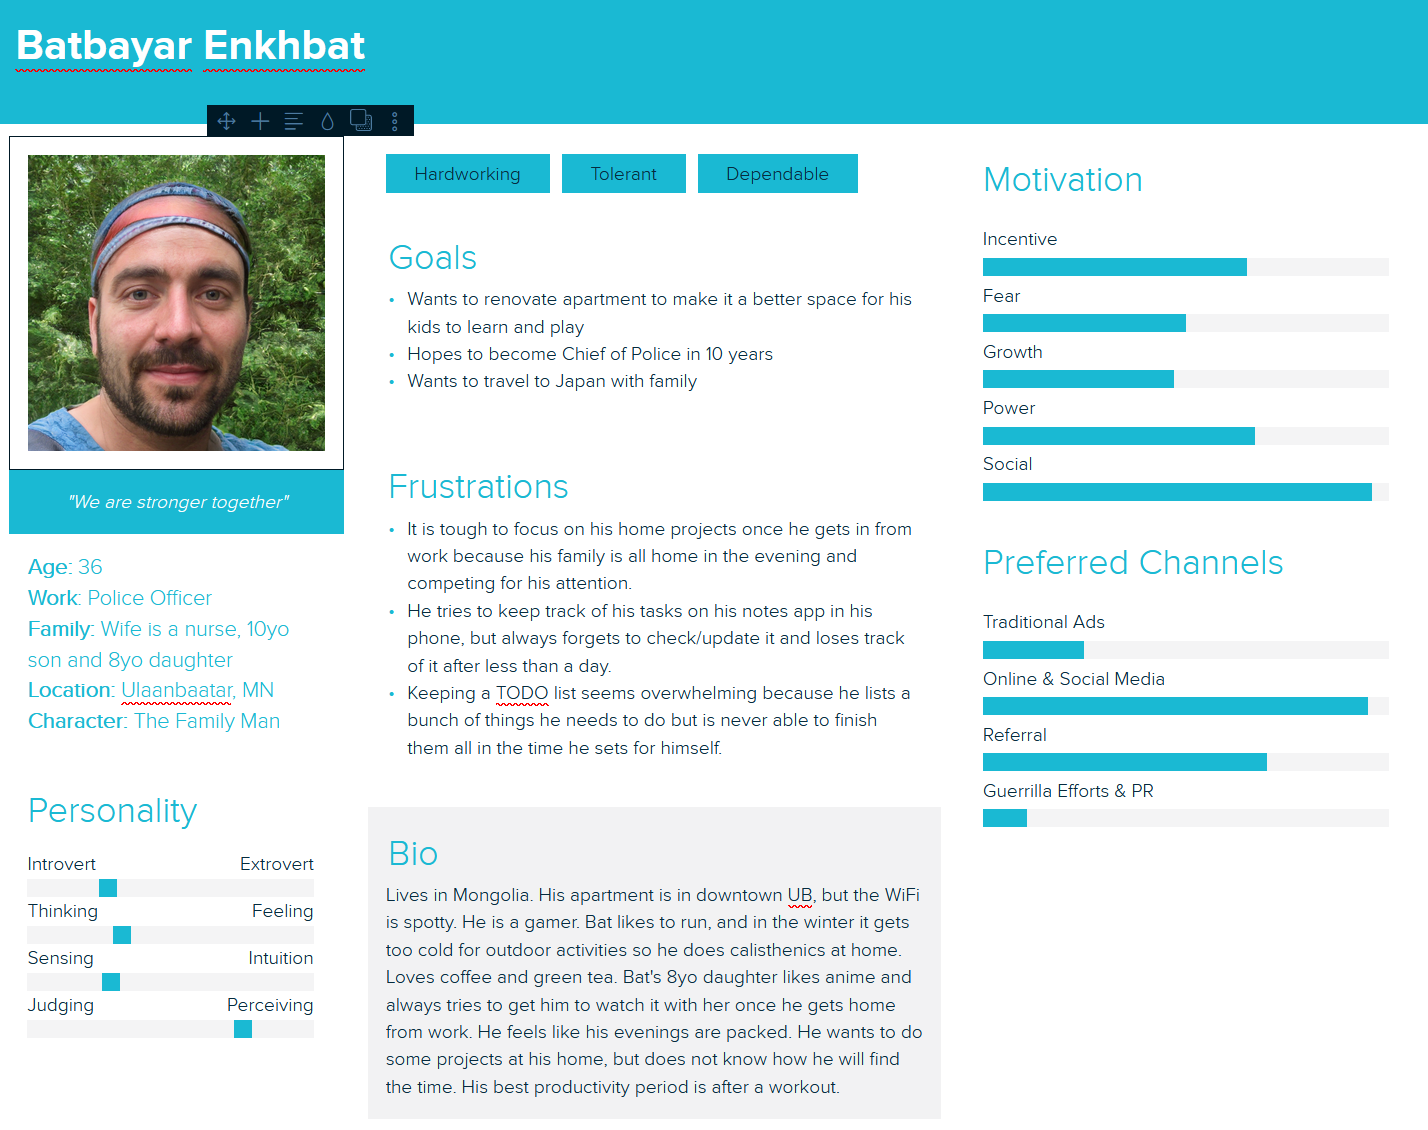 Batbayar Enkhbat
"We are stronger together"
Age: 36
Work: Police Officer
Family: Wife is a nurse, 10yo
son and 8yo daughter
Location: Ulaanbaatar, MN
Character: The Family Man
Personality
Introvert Extrovert
Thinking Feeling
Sensing Intuition
Judging Perceiving
Hardworking Tolerant Dependable
Goals
• Wants to renovate apartment to make it a better space for his
kids to learn and play
• Hopes to become Chief of Police in 10 years
• Wants to travel to Japan with family
Frustrations
• It is tough to focus on his home projects once he gets in from
work because his family is all home in the evening and
competing for his attention.
• He tries to keep track of his tasks on his notes app in his
phone, but always forgets to check/update it and loses track
of it after less than a day.
• Keeping a TODO list seems overwhelming because he lists a
bunch of things he needs to do but is never able to finish
them all in the time he sets for himself.
Bio
Lives in Mongolia. His apartment is in downtown UB, but the WiFi
is spotty. He is a gamer. Bat likes to run, and in the winter it gets
too cold for outdoor activities so he does calisthenics at home.
Loves coffee and green tea. Bat's 8yo daughter likes anime and
always tries to get him to watch it with her once he gets home
from work. He feels like his evenings are packed. He wants to do
some projects at his home, but does not know how he will find
the time. His best productivity period is after a workout.
Motivation
Incentive
Fear
Growth
Power
Social
Preferred Channels
Traditional Ads
Online & Social Media
Referral
Guerrilla Efforts & PR